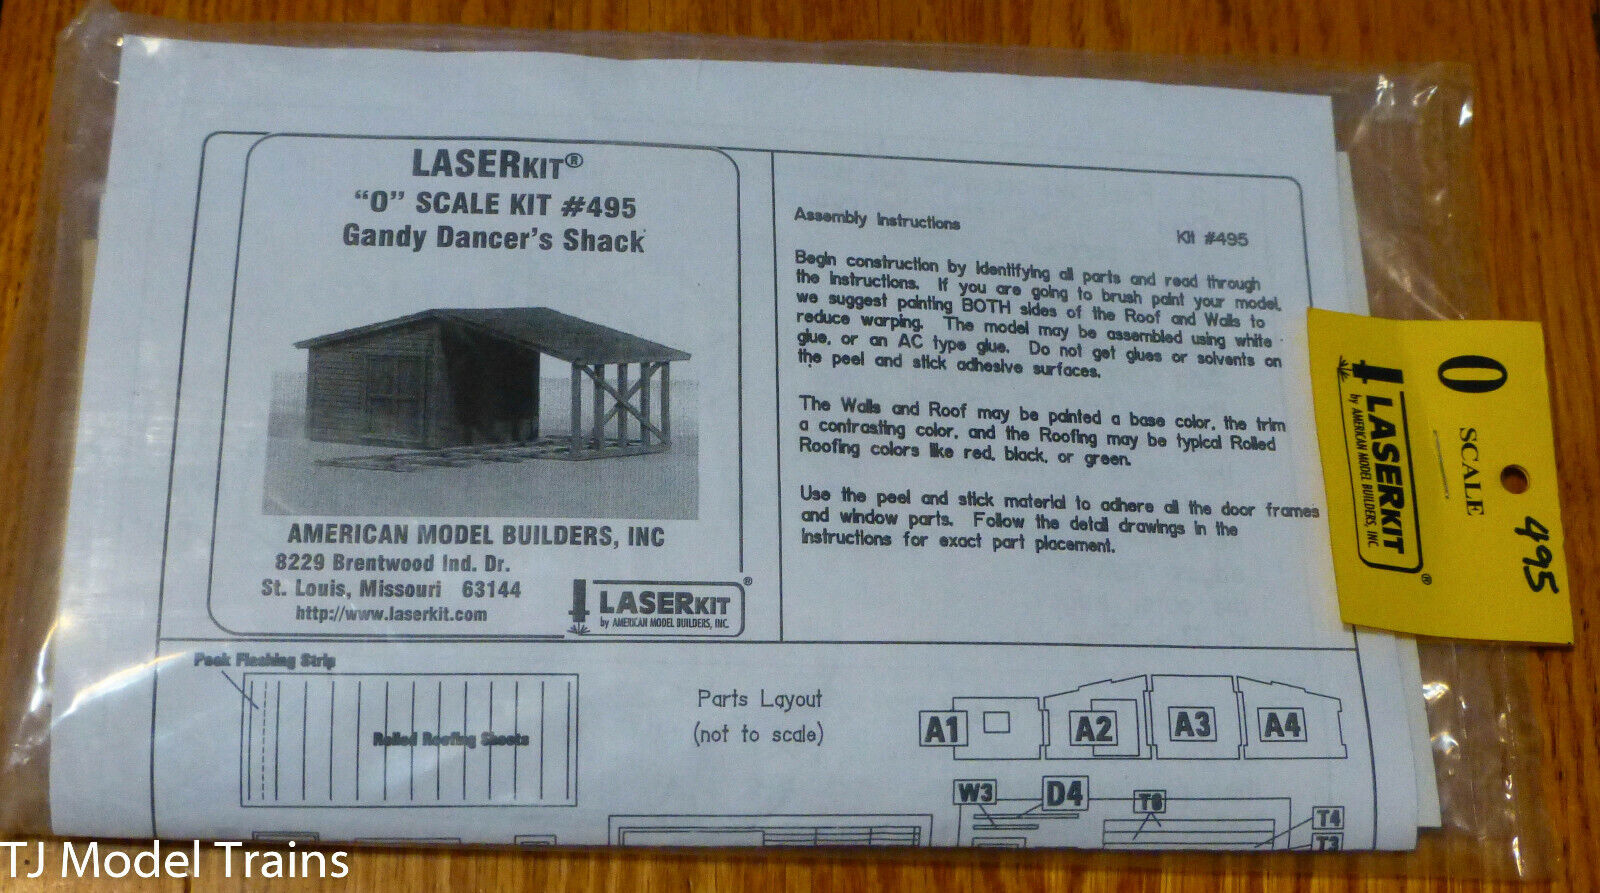 LASERKIT®
"O" SCALE KIT #495
Gandy Dancer's Shack
AMERICAN MODEL BUILDERS, INC
8229 Brentwood Ind. Dr.
St. Louis, Missouri 63144
http://www.laserkit.com
LASERKIT®
by AMERICAN MODEL BUILDERS, INC.
Assembly Instructions
Kit #495
Begin construction by identifying all parts and read through
the instructions. If you are going to brush paint your model,
we suggest painting BOTH sides of the Roof and Walls to
reduce warping. The model may be assembled using white
glue, or an AC type glue. Do not get glues or solvents on
the peel and stick adhesive surfaces.
The Walls and Roof may be painted a base color, the trim
a contrasting color, and the Roofing may be typical Rolled
Roofing colors like red, black, or green.
Use the peel and stick material to adhere all the door frames
and window parts. Follow the detail drawings in the
instructions for exact part placement.
O
SCALE
495
LASERKIT®
by AMERICAN MODEL BUILDERS, INC.
Peak Flashing Strip
Rolled Roofing Sheets
Parts Layout
(not to scale)
A1
A2
A3
A4
W3
D4
T6
T4
T3
TJ Model Trains